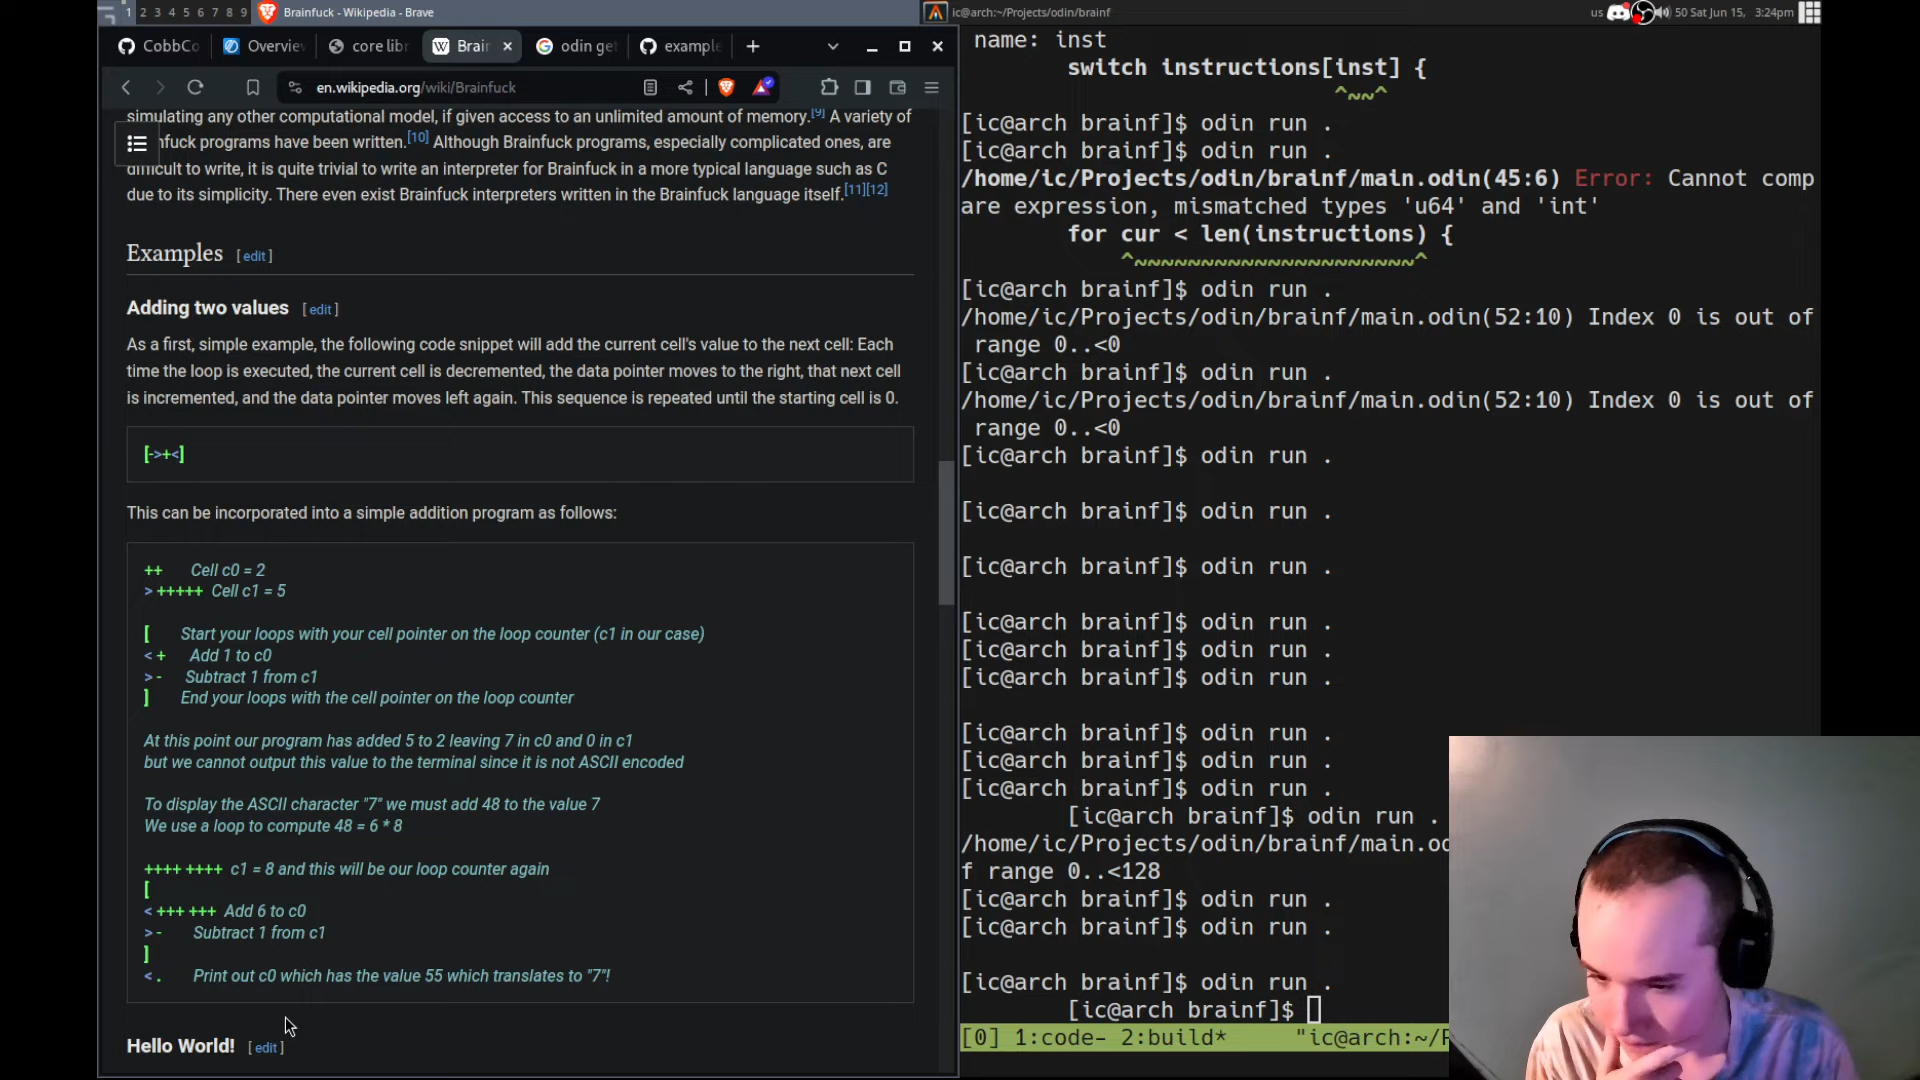 1 2 3 4 5 6 7 8 9 Brainfuck - Wikipedia - Brave
ic@arch:~/Projects/odin/brainf
us 50 Sat Jun 15, 3:24pm
CobbCo Overview core libr Brain odin get example
en.wikipedia.org/wiki/Brainfuck
simulating any other computational model, if given access to an unlimited amount of memory.[9] A variety of
nfuck programs have been written.[10] Although Brainfuck programs, especially complicated ones, are
difficult to write, it is quite trivial to write an interpreter for Brainfuck in a more typical language such as C
due to its simplicity. There even exist Brainfuck interpreters written in the Brainfuck language itself.[11][12]
Examples [ edit ]
Adding two values [ edit ]
As a first, simple example, the following code snippet will add the current cell's value to the next cell: Each
time the loop is executed, the current cell is decremented, the data pointer moves to the right, that next cell
is incremented, and the data pointer moves left again. This sequence is repeated until the starting cell is 0.
[->+<]
This can be incorporated into a simple addition program as follows:
++ Cell c0 = 2
> +++++ Cell c1 = 5
[ Start your loops with your cell pointer on the loop counter (c1 in our case)
< + Add 1 to c0
> - Subtract 1 from c1
] End your loops with the cell pointer on the loop counter
At this point our program has added 5 to 2 leaving 7 in c0 and 0 in c1
but we cannot output this value to the terminal since it is not ASCII encoded
To display the ASCII character "7" we must add 48 to the value 7
We use a loop to compute 48 = 6 * 8
++++ ++++ c1 = 8 and this will be our loop counter again
[
< +++ +++ Add 6 to c0
> - Subtract 1 from c1
]
< . Print out c0 which has the value 55 which translates to "7"!
Hello World! [ edit ]
name: inst
switch instructions[inst] {
^~~^
[ic@arch brainf]$ odin run .
[ic@arch brainf]$ odin run .
/home/ic/Projects/odin/brainf/main.odin(45:6) Error: Cannot comp
are expression, mismatched types 'u64' and 'int'
for cur < len(instructions) {
^~~~~~~~~~~~~~~~~~~~~~~^
[ic@arch brainf]$ odin run .
/home/ic/Projects/odin/brainf/main.odin(52:10) Index 0 is out of
range 0..<0
[ic@arch brainf]$ odin run .
/home/ic/Projects/odin/brainf/main.odin(52:10) Index 0 is out of
range 0..<0
[ic@arch brainf]$ odin run .
[ic@arch brainf]$ odin run .
[ic@arch brainf]$ odin run .
[ic@arch brainf]$ odin run .
[ic@arch brainf]$ odin run .
[ic@arch brainf]$ odin run .
[ic@arch brainf]$ odin run .
[ic@arch brainf]$ odin run .
[ic@arch brainf]$ odin run .
[ic@arch brainf]$ odin run .
/home/ic/Projects/odin/brainf/main.od
f range 0..<128
[ic@arch brainf]$ odin run .
[ic@arch brainf]$ odin run .
[ic@arch brainf]$ odin run .
[ic@arch brainf]$
[0] 1:code- 2:build* "ic@arch:~/P